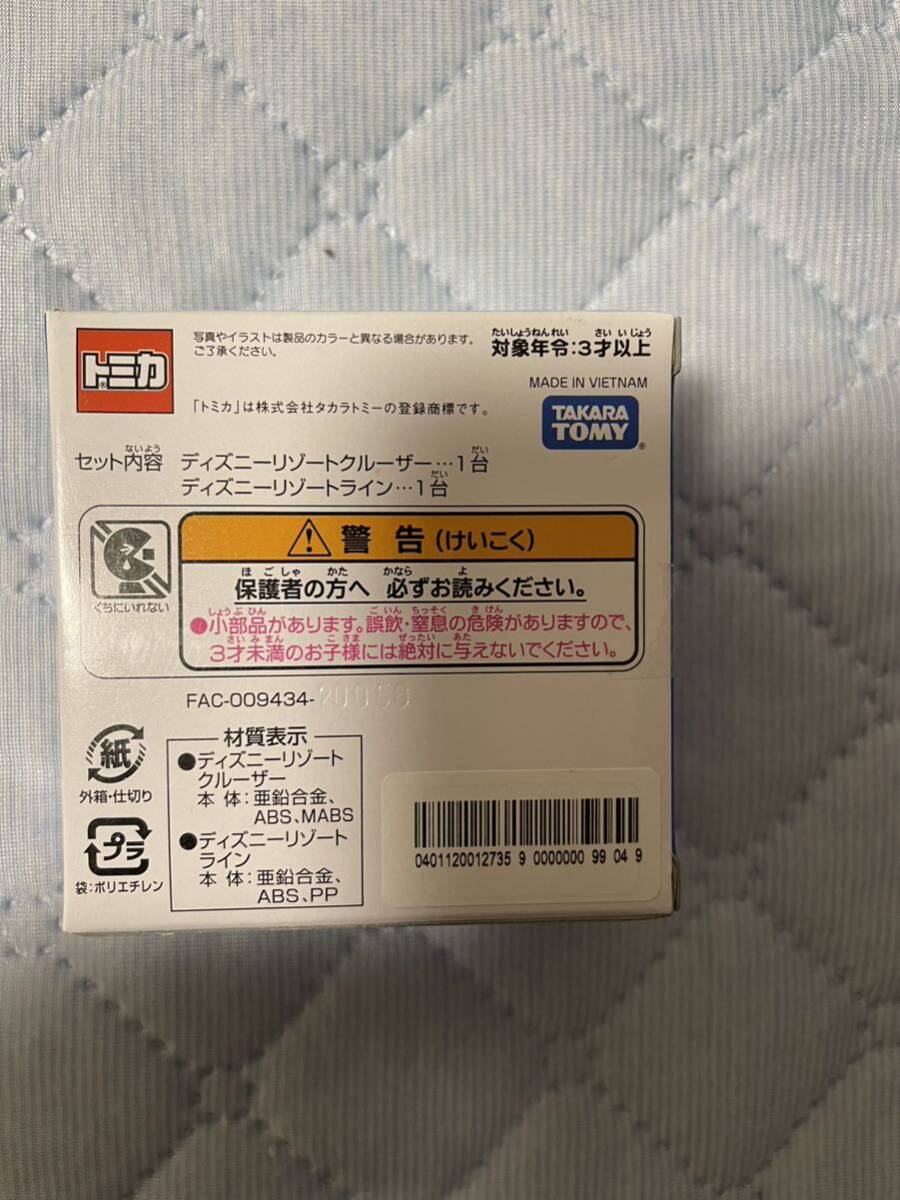 トミカ®
写真やイラストは製品のカラーと異なる場合があります。
ご了承ください。
たいしょうねんれい さい い じょう
対象年令:3才以上
MADE IN VIETNAM
「トミカ」は株式会社タカラトミーの登録商標です。
TAKARA
TOMY®
ないよう だい
セット内容 ディズニーリゾートクルーザー…1台
だい
ディズニーリゾートライン…1台
くちにいれない
警告(けいこく)
ほ ご しゃ かた かなら よ
保護者の方へ 必ずお読みください。
しょうぶ ひん ご いん ちっそく き けん
●小部品があります。誤飲・窒息の危険がありますので、
さい み まん こ さま ぜったい あた
3才未満のお子様には絶対に与えないでください。
FAC-009434-
紙
外箱・仕切り
プラ
袋:ポリエチレン
材質表示
●ディズニーリゾート
クルーザー
本体:亜鉛合金、
ABS、MABS
●ディズニーリゾート
ライン
本体:亜鉛合金、
ABS、PP
0401120012735 9 0000000 99 04 9